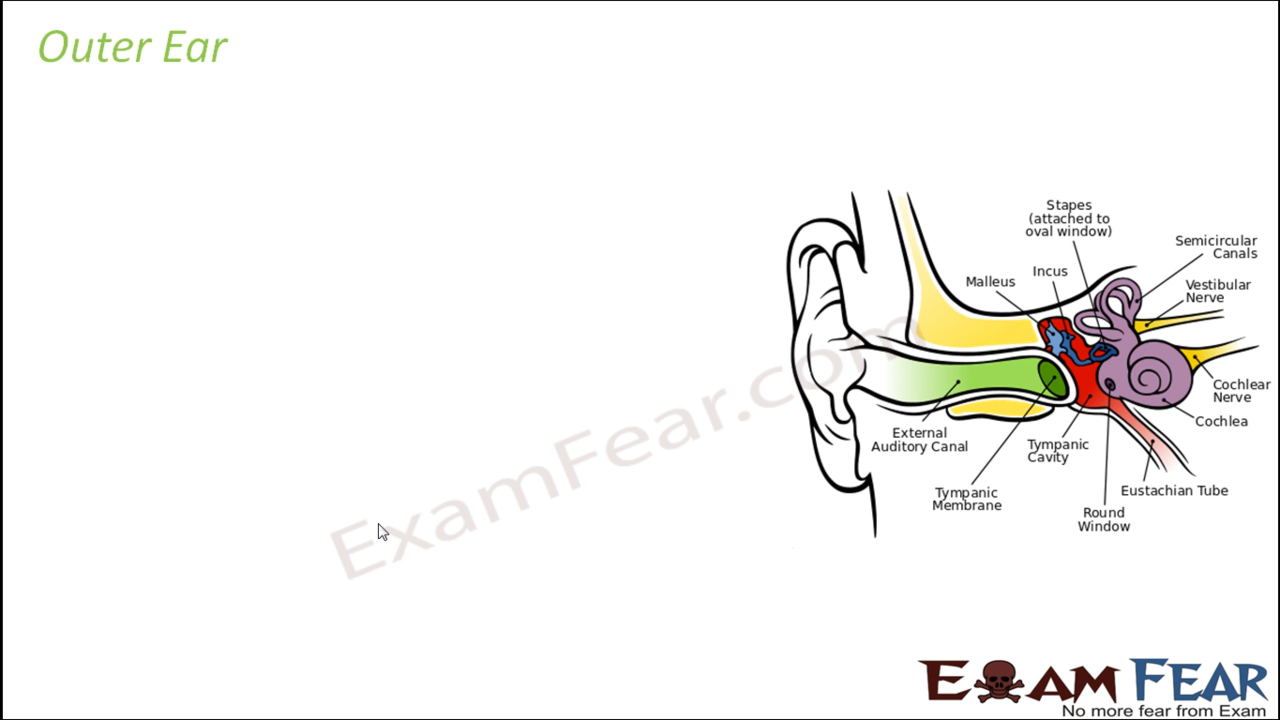 Outer Ear
Stapes
(attached to
oval window)
Semicircular
Canals
Incus
Malleus
Vestibular
Nerve
ExamFear.com
Cochlear
Nerve
Cochlea
External
Auditory Canal
Tympanic
Cavity
Tympanic
Membrane
Eustachian Tube
Round
Window
EXAM FEAR
No more fear from Exam